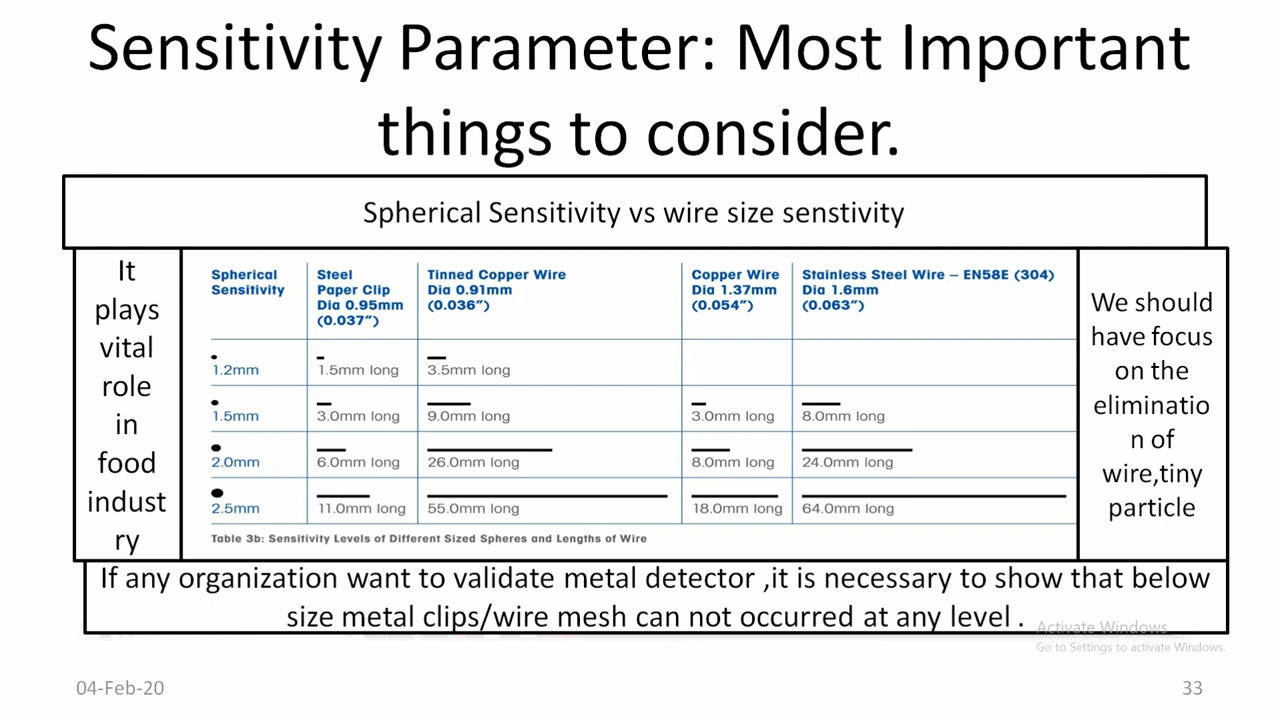 Sensitivity Parameter: Most Important
things to consider.
Spherical Sensitivity vs wire size senstivity
It
plays
vital
role
in
food
indust
ry
Spherical
Sensitivity
Steel
Paper Clip
Dia 0.95mm
(0.037″)
Tinned Copper Wire
Dia 0.91mm
(0.036″)
Copper Wire
Dia 1.37mm
(0.054″)
Stainless Steel Wire – EN58E (304)
Dia 1.6mm
(0.063″)
1.2mm 1.5mm long 3.5mm long
1.5mm 3.0mm long 9.0mm long 3.0mm long 8.0mm long
2.0mm 6.0mm long 26.0mm long 8.0mm long 24.0mm long
2.5mm 11.0mm long 55.0mm long 18.0mm long 64.0mm long
Table 3b: Sensitivity Levels of Different Sized Spheres and Lengths of Wire
We should
have focus
on the
eliminatio
n of
wire,tiny
particle
If any organization want to validate metal detector ,it is necessary to show that below
size metal clips/wire mesh can not occurred at any level .
Activate Windows
Go to Settings to activate Windows.
04-Feb-20
33